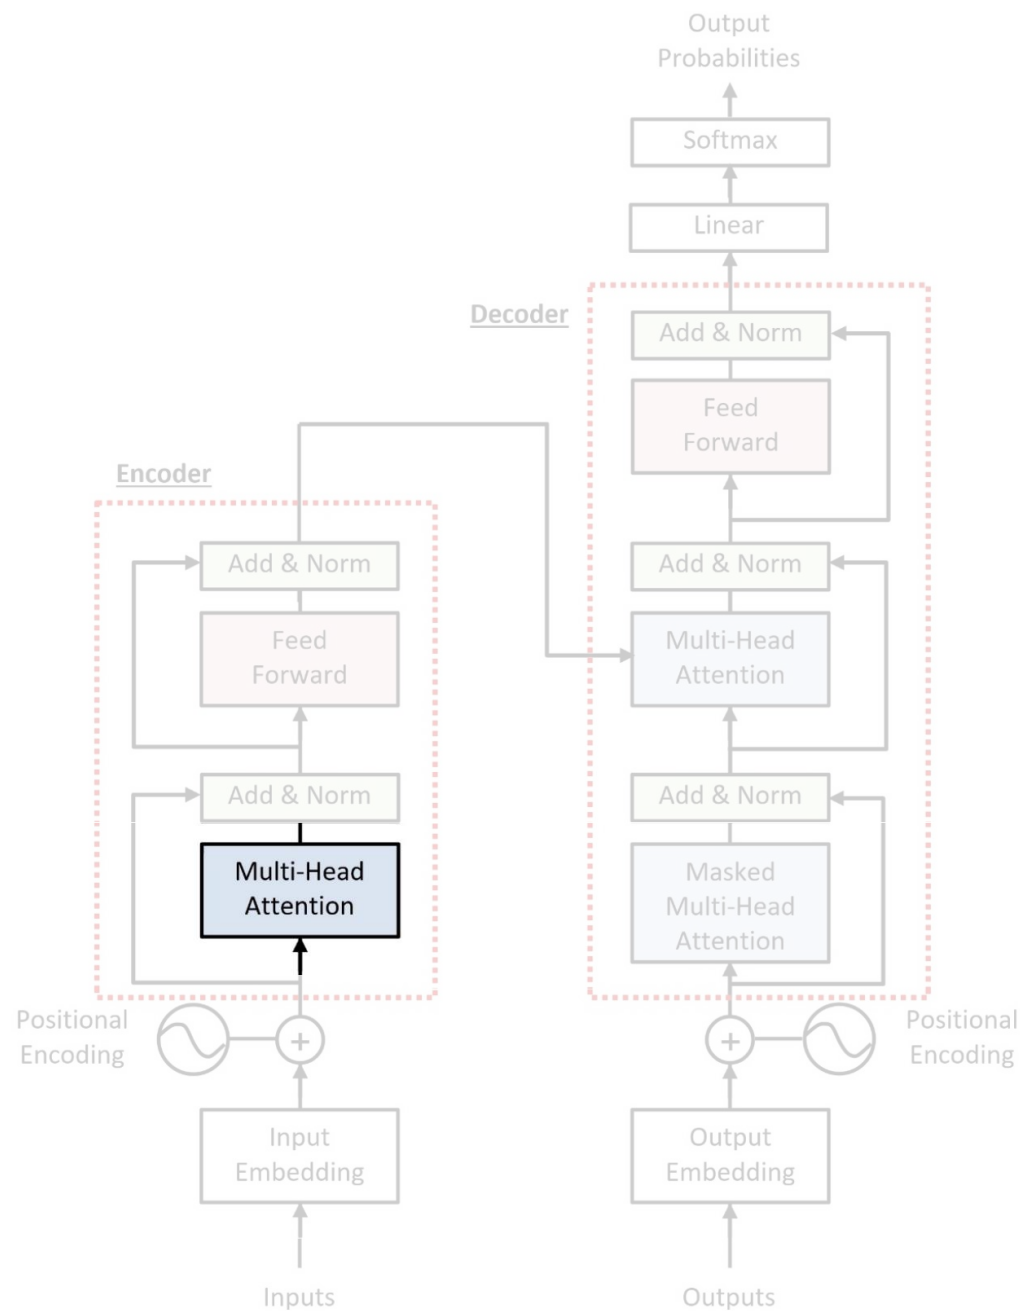 Output
Probabilities
Softmax
Linear
Decoder
Add & Norm
Feed
Forward
Encoder
Add & Norm
Add & Norm
Feed
Forward
Multi-Head
Attention
Add & Norm
Add & Norm
Multi-Head
Attention
Masked
Multi-Head
Attention
Positional
Encoding
+
+
Positional
Encoding
Input
Embedding
Output
Embedding
Inputs
Outputs